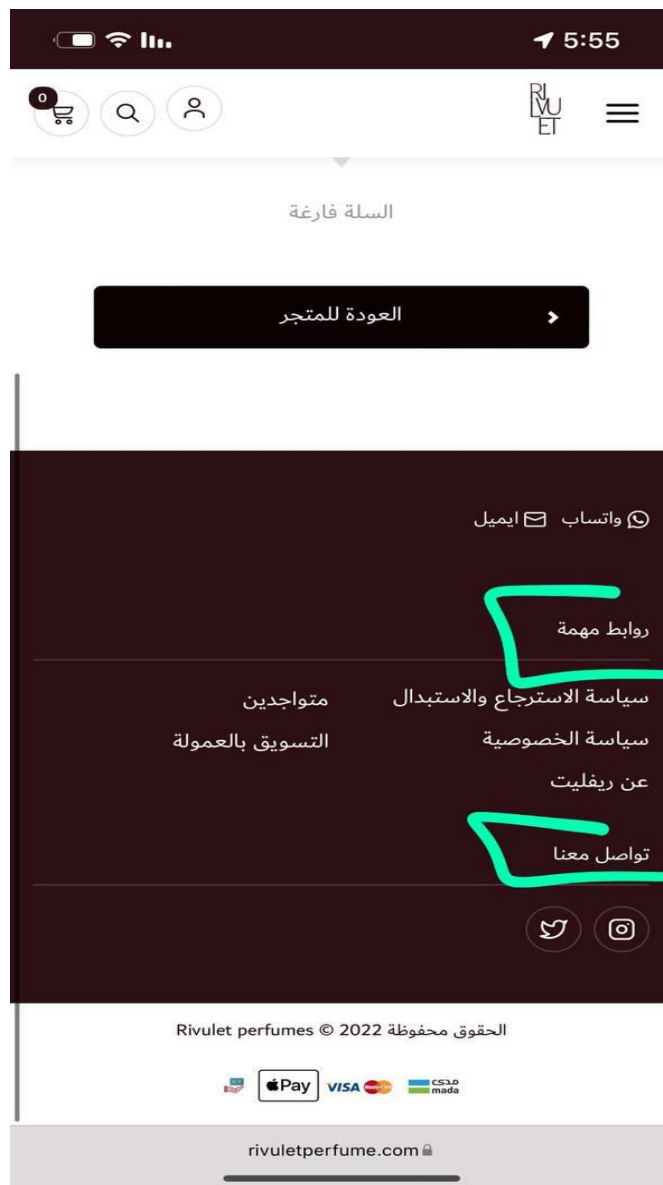 5:55
0
RI
VU
ET
السلة فارغة
العودة للمتجر
واتساب ايميل
روابط مهمة
سياسة الاسترجاع والاستبدال متواجدين
سياسة الخصوصية التسويق بالعمولة
عن ريفليت
تواصل معنا
الحقوق محفوظة 2022 © Rivulet perfumes
مدى mada VISA MasterCard Pay
rivuletperfume.com